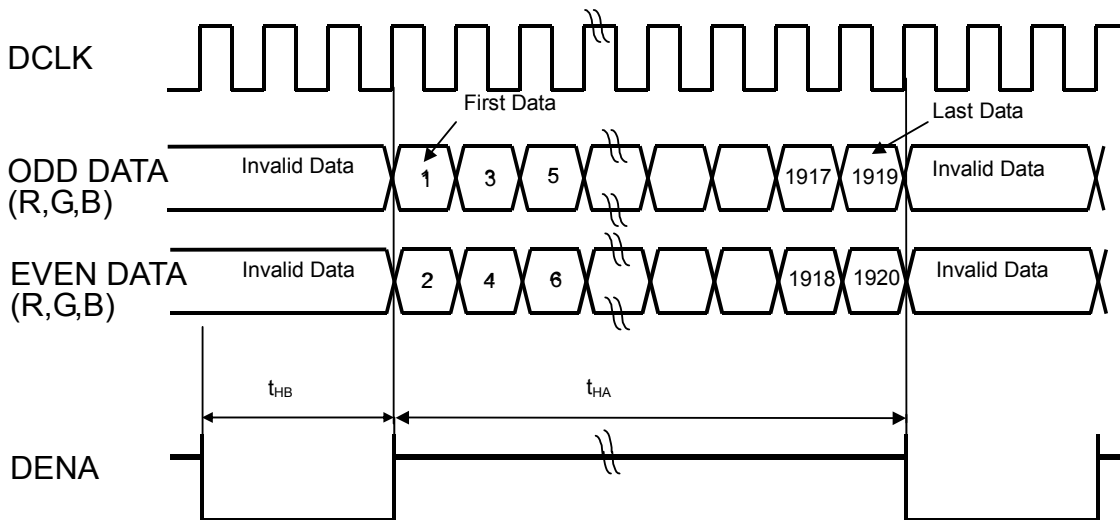 DCLK
First Data
Last Data
ODD DATA
(R,G,B)
Invalid Data
1 3 5 1917 1919
Invalid Data
EVEN DATA
(R,G,B)
Invalid Data
2 4 6 1918 1920
Invalid Data
tHB
tHA
DENA